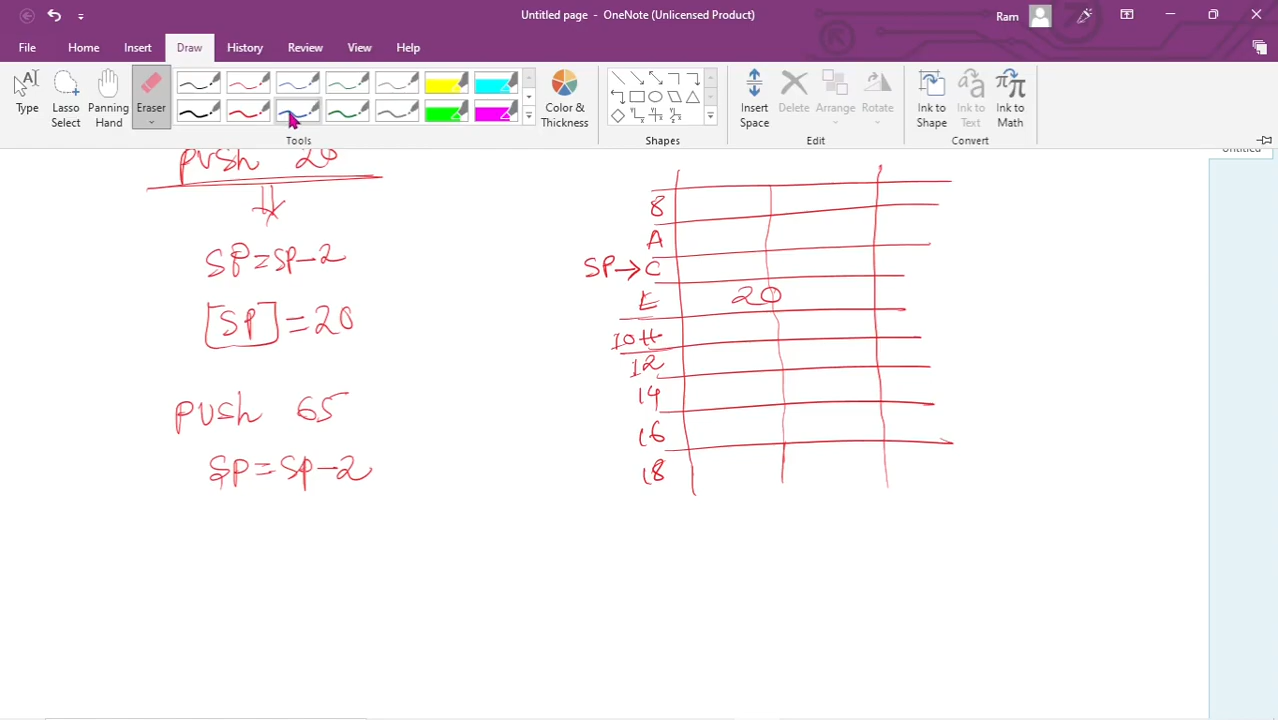 Untitled page - OneNote (Unlicensed Product)
Ram
File Home Insert Draw History Review View Help
Type
Lasso Select
Panning Hand
Eraser
Color & Thickness
Insert Space
Delete
Arrange
Rotate
Ink to Shape
Ink to Text
Ink to Math
Tools
Shapes
Edit
Convert
Untitled
push 20
SP=SP-2
[SP]=20
push 65
SP=SP-2
8
A
SP→C
E 20
10H
12
14
16
18